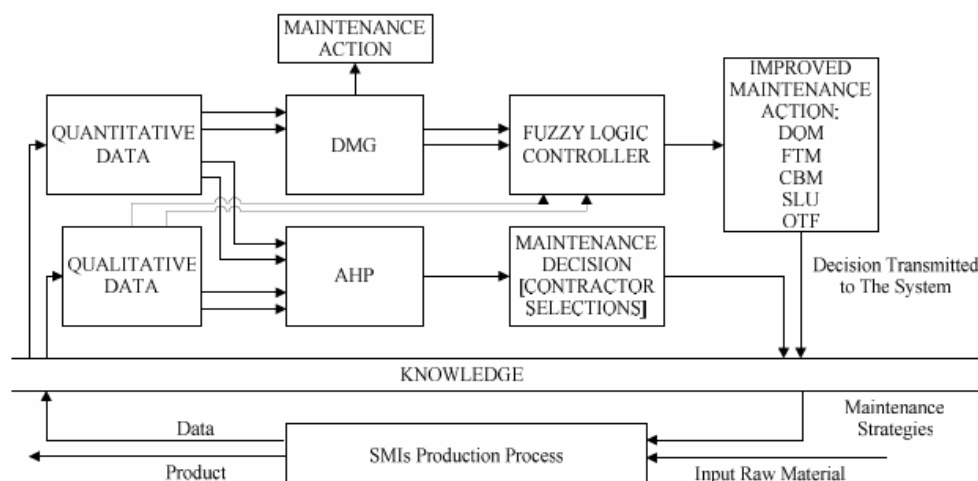 MAINTENANCE
ACTION
QUANTITATIVE
DATA
DMG
FUZZY LOGIC
CONTROLLER
IMPROVED
MAINTENANCE
ACTION:
DOM
FTM
CBM
SLU
OTF
QUALITATIVE
DATA
AHP
MAINTENANCE
DECISION
[CONTRACTOR
SELECTIONS]
Decision Transmitted
to The System
KNOWLEDGE
Data
Product
SMIs Production Process
Maintenance
Strategies
Input Raw Material